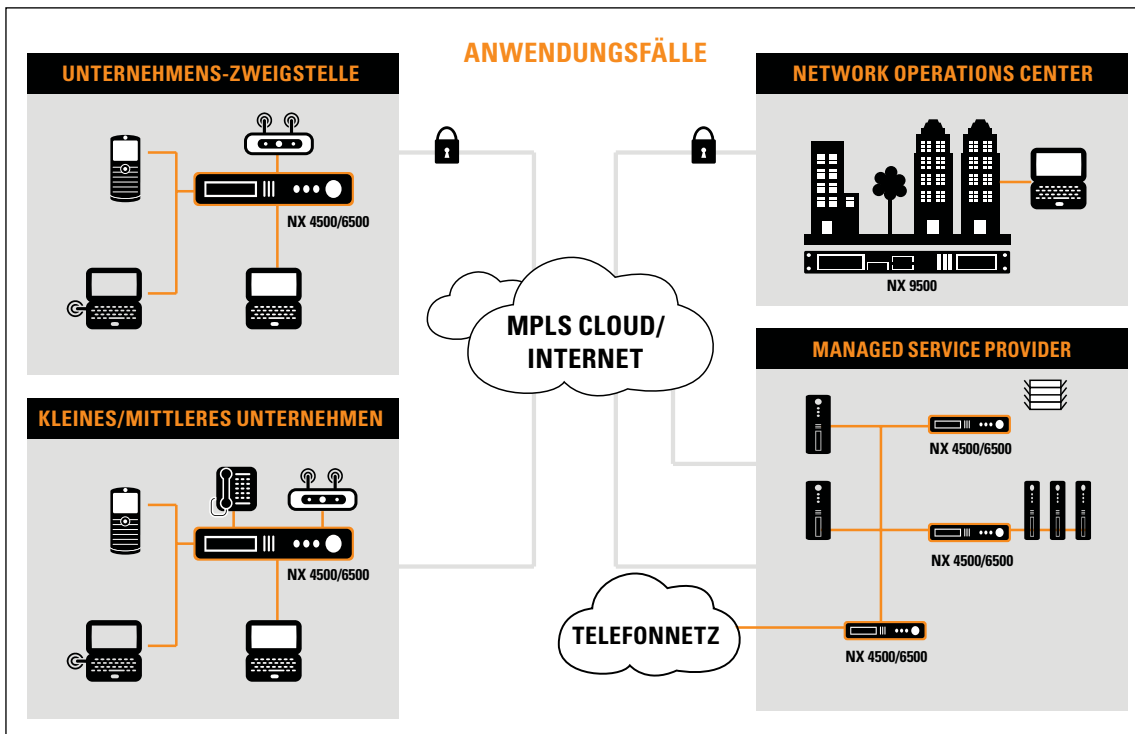 ANWENDUNGSFÄLLE
UNTERNEHMENS-ZWEIGSTELLE
NX 4500/6500
KLEINES/MITTLERES UNTERNEHMEN
NX 4500/6500
MPLS CLOUD/
INTERNET
TELEFONNETZ
NETWORK OPERATIONS CENTER
NX 9500
MANAGED SERVICE PROVIDER
NX 4500/6500
NX 4500/6500
NX 4500/6500